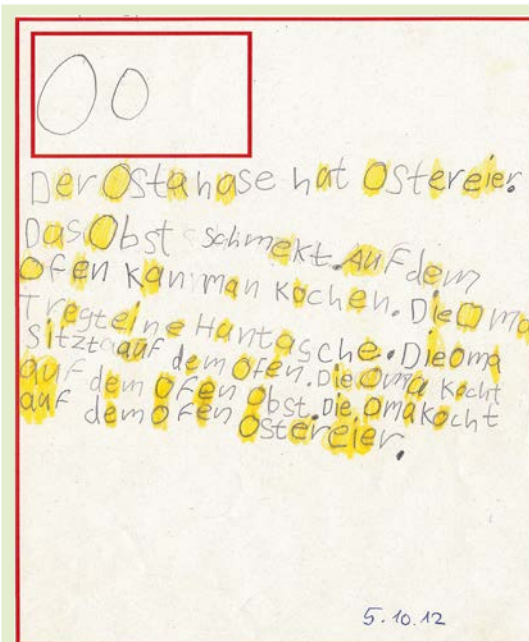 O o
Der Ostahase hat Ostereier.
Das Obst schmekt. Auf dem
Ofen kan man kochen. Die Oma
Tregt eine Hantasche. Die Oma
Sitzt auf dem Ofen. Die Oma kocht
auf dem Ofen Obst. Die Oma kocht
auf dem Ofen Ostereier.
5.10.12